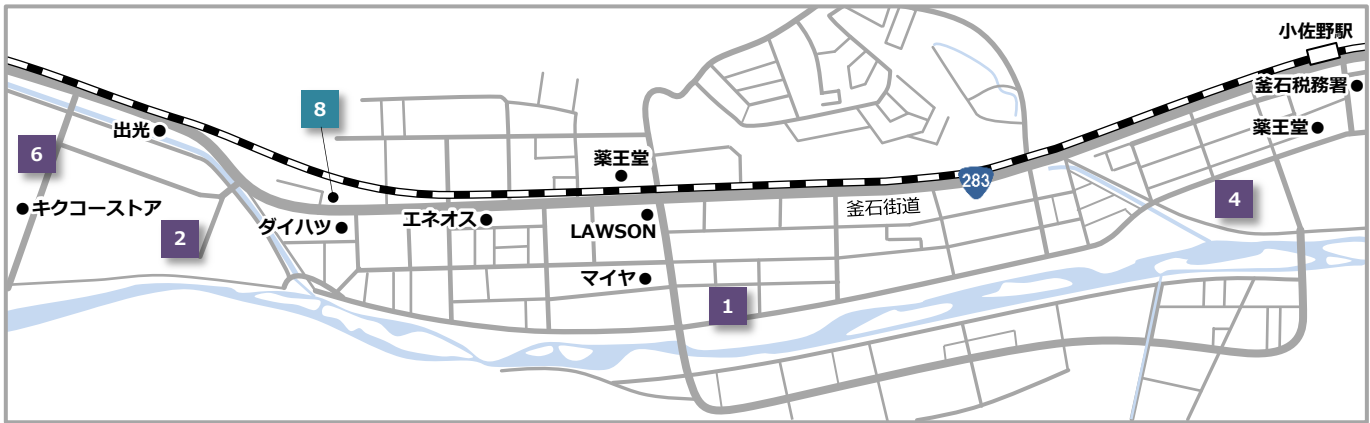 小佐野駅
釜石税務署
8
出光
薬王堂
6
薬王堂
283
キクコーストア
4
釜石街道
エネオス
ダイハツ
LAWSON
2
マイヤ
1